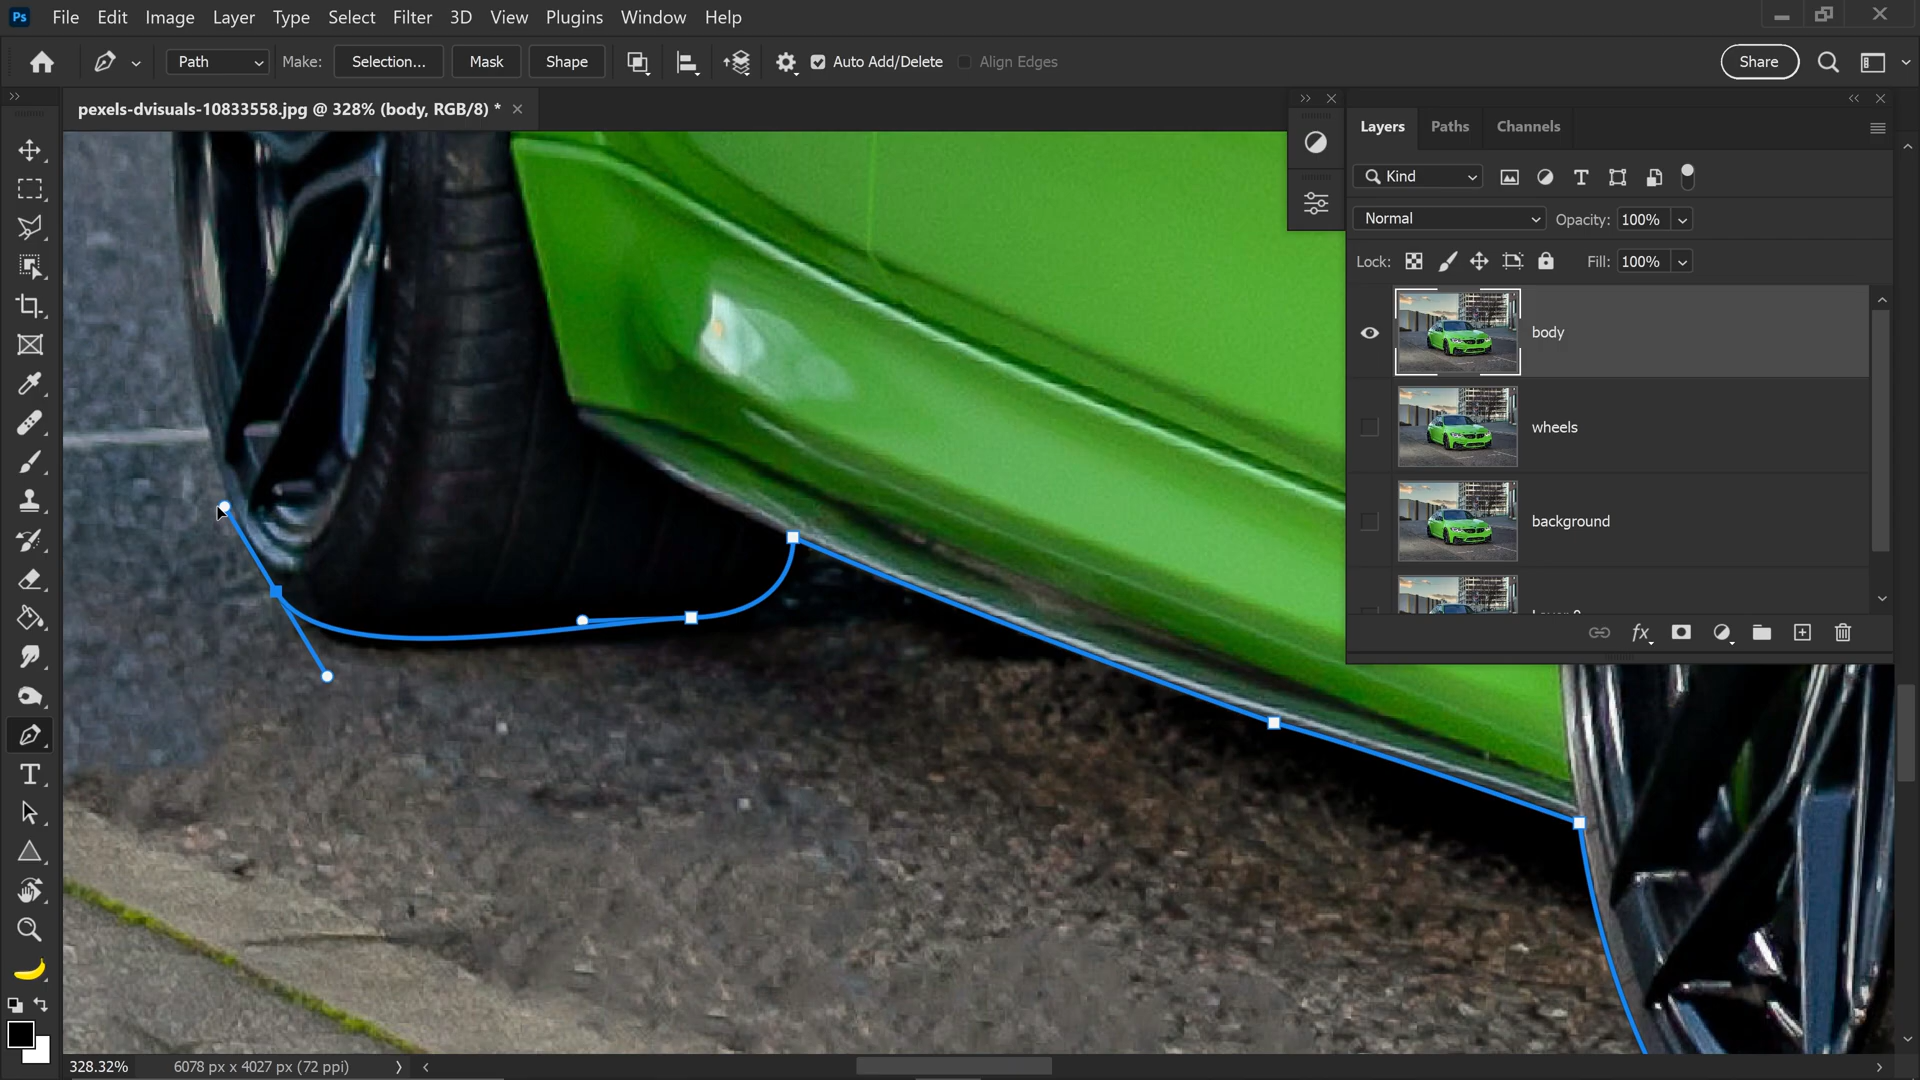 Ps File Edit Image Layer Type Select Filter 3D View Plugins Window Help
Path Make: Selection... Mask Shape Auto Add/Delete Align Edges Share
pexels-dvisuals-10833558.jpg @ 328% (body, RGB/8) *
Layers Paths Channels
Kind
Normal Opacity: 100%
Lock: Fill: 100%
body
wheels
background
328.32% 6078 px x 4027 px (72 ppi)